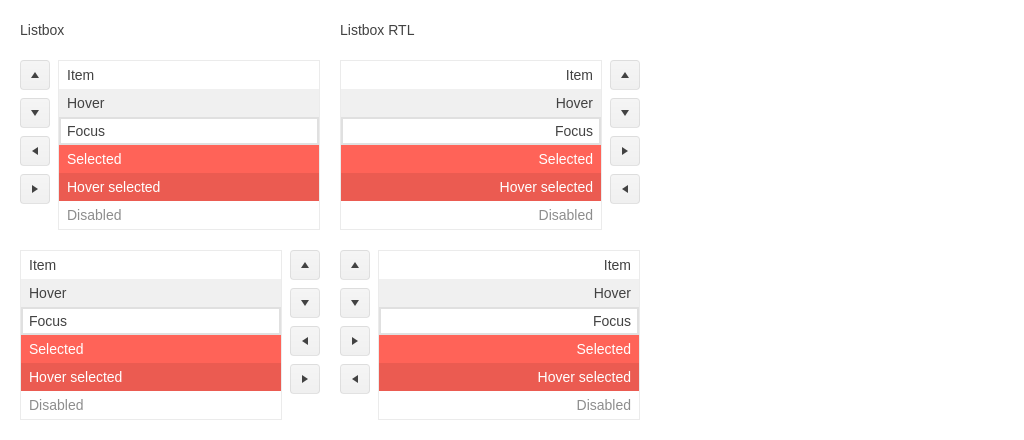 Listbox
Item
Hover
Focus
Selected
Hover selected
Disabled
Item
Hover
Focus
Selected
Hover selected
Disabled
Listbox RTL
Item
Hover
Focus
Selected
Hover selected
Disabled
Item
Hover
Focus
Selected
Hover selected
Disabled